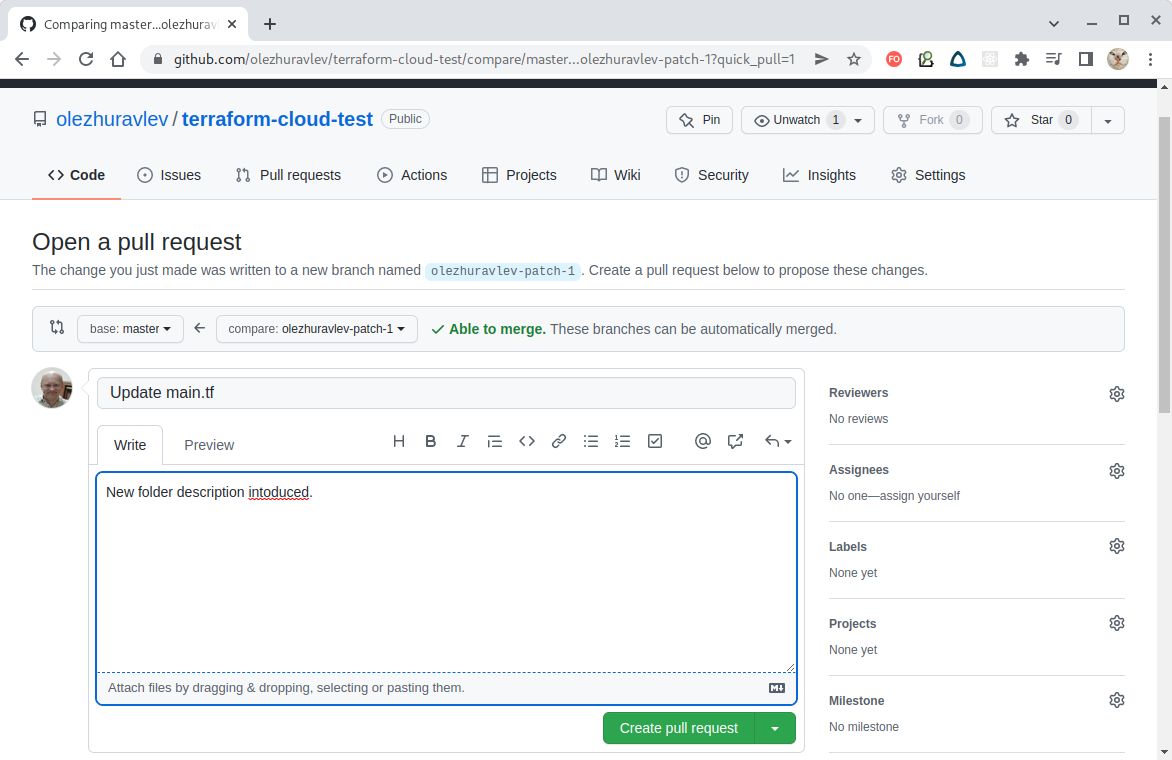 Comparing master...olezhurav
github.com/olezhuravlev/terraform-cloud-test/compare/master...olezhuravlev-patch-1?quick_pull=1
FO
olezhuravlev / terraform-cloud-test Public
Pin
Unwatch 1
Fork 0
Star 0
Code Issues Pull requests Actions Projects Wiki Security Insights Settings
Open a pull request
The change you just made was written to a new branch named olezhuravlev-patch-1. Create a pull request below to propose these changes.
base: master compare: olezhuravlev-patch-1 Able to merge. These branches can be automatically merged.
Update main.tf
Write Preview
New folder description intoduced.
Attach files by dragging & dropping, selecting or pasting them.
Create pull request
Reviewers
No reviews
Assignees
No one—assign yourself
Labels
None yet
Projects
None yet
Milestone
No milestone